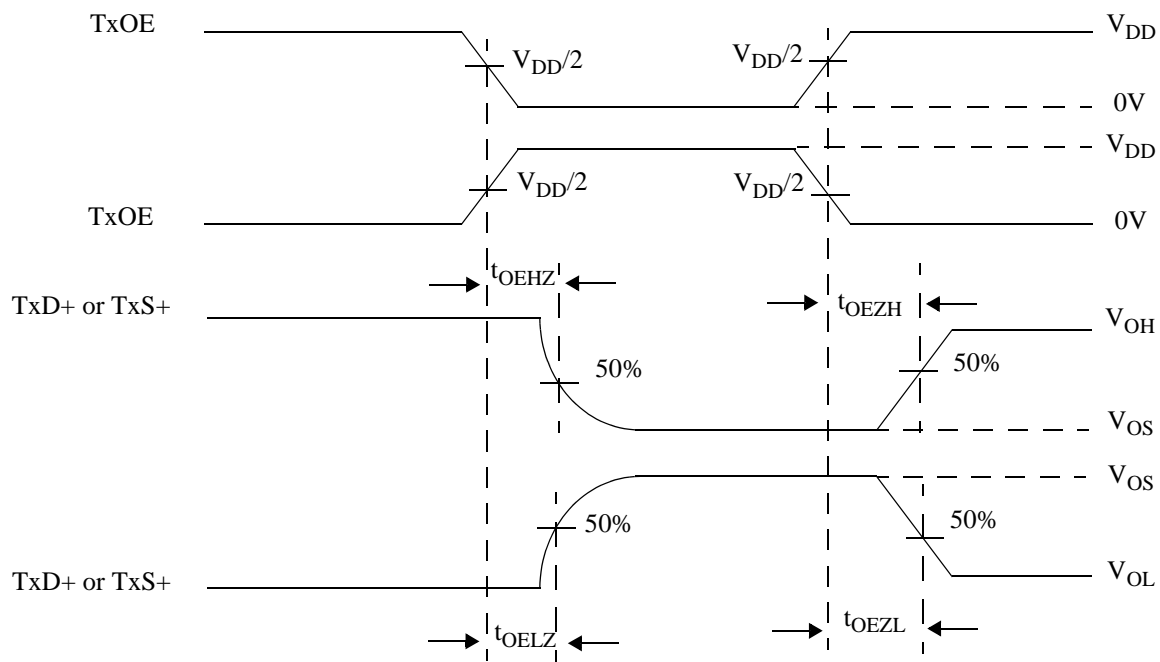 TxOE
V_DD/2
V_DD/2
V_DD
0V
V_DD
TxOE
V_DD/2
V_DD/2
0V
t_OEHZ
TxD+ or TxS+
t_OEZH
V_OH
50%
50%
V_OS
V_OS
50%
50%
TxD+ or TxS+
V_OL
t_OELZ
t_OEZL